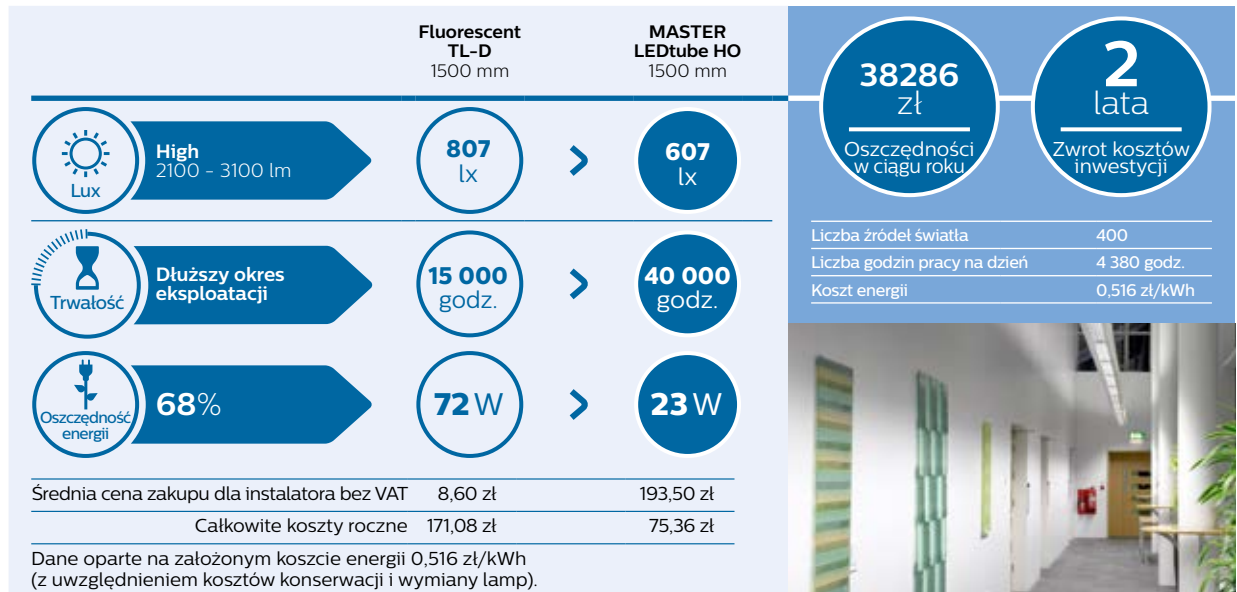 Fluorescent
TL-D
1500 mm
MASTER
LEDtube HO
1500 mm
Lux
High
2100 - 3100 lm
807
lx
>
607
lx
Trwałość
Dłuższy okres
eksploatacji
15 000
godz.
>
40 000
godz.
Oszczędność
energii
68%
72 W
>
23 W
Średnia cena zakupu dla instalatora bez VAT 8,60 zł 193,50 zł
Całkowite koszty roczne 171,08 zł 75,36 zł
Dane oparte na założonym koszcie energii 0,516 zł/kWh
(z uwzględnieniem kosztów konserwacji i wymiany lamp).
38286
zł
Oszczędności
w ciągu roku
2
lata
Zwrot kosztów
inwestycji
Liczba źródeł światła 400
Liczba godzin pracy na dzień 4 380 godz.
Koszt energii 0,516 zł/kWh